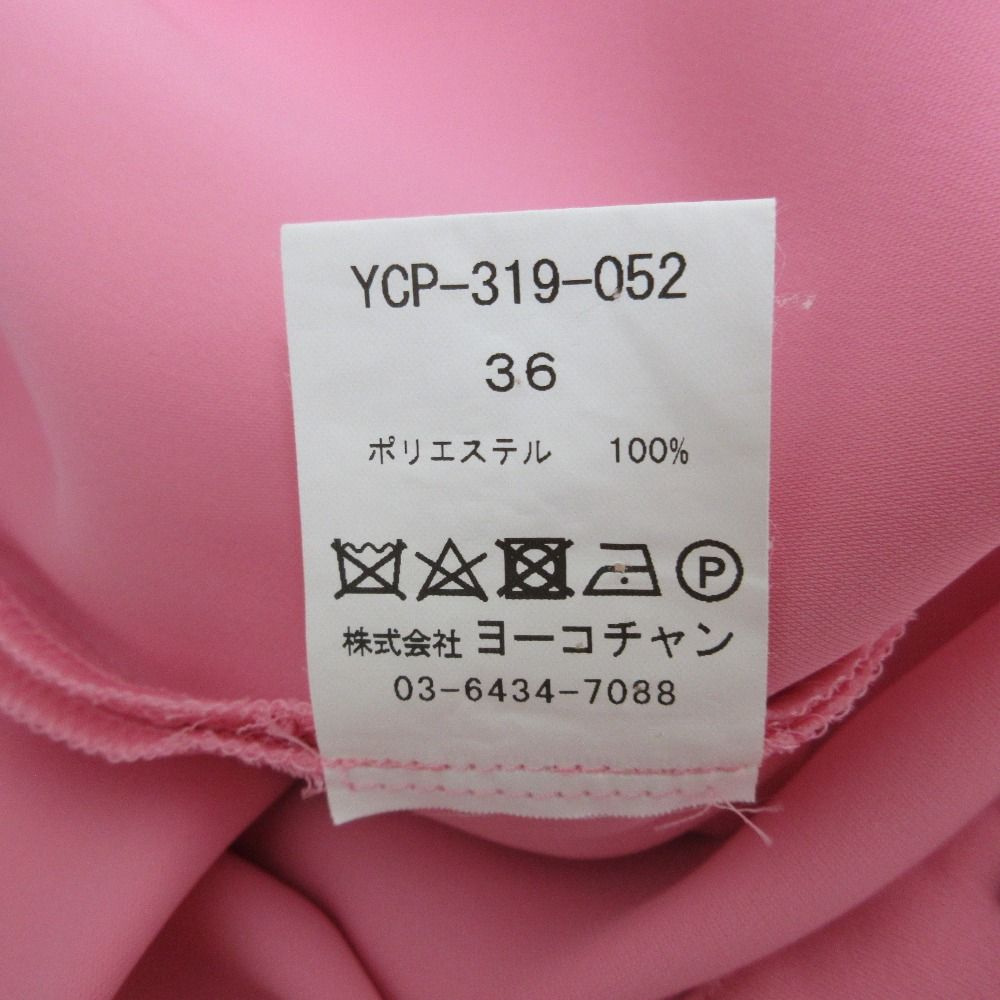 YCP-319-052
36
ポリエステル 100%
P
株式会社 ヨーコチャン
03-6434-7088